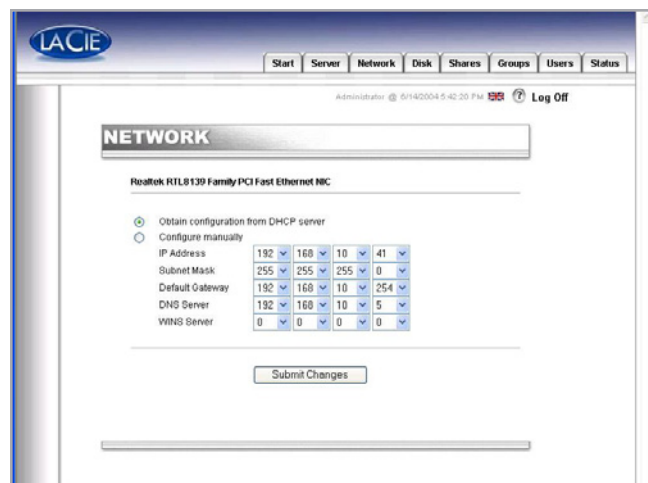 LACIE
Start Server Network Disk Shares Groups Users Status
Administrator @ 6/14/2004 5:42:20 PM ? Log Off
NETWORK
Realtek RTL8139 Family PCI Fast Ethernet NIC
Obtain configuration from DHCP server
Configure manually
IP Address 192 168 10 41
Subnet Mask 255 255 255 0
Default Gateway 192 168 10 254
DNS Server 192 168 10 5
WINS Server 0 0 0 0
Submit Changes